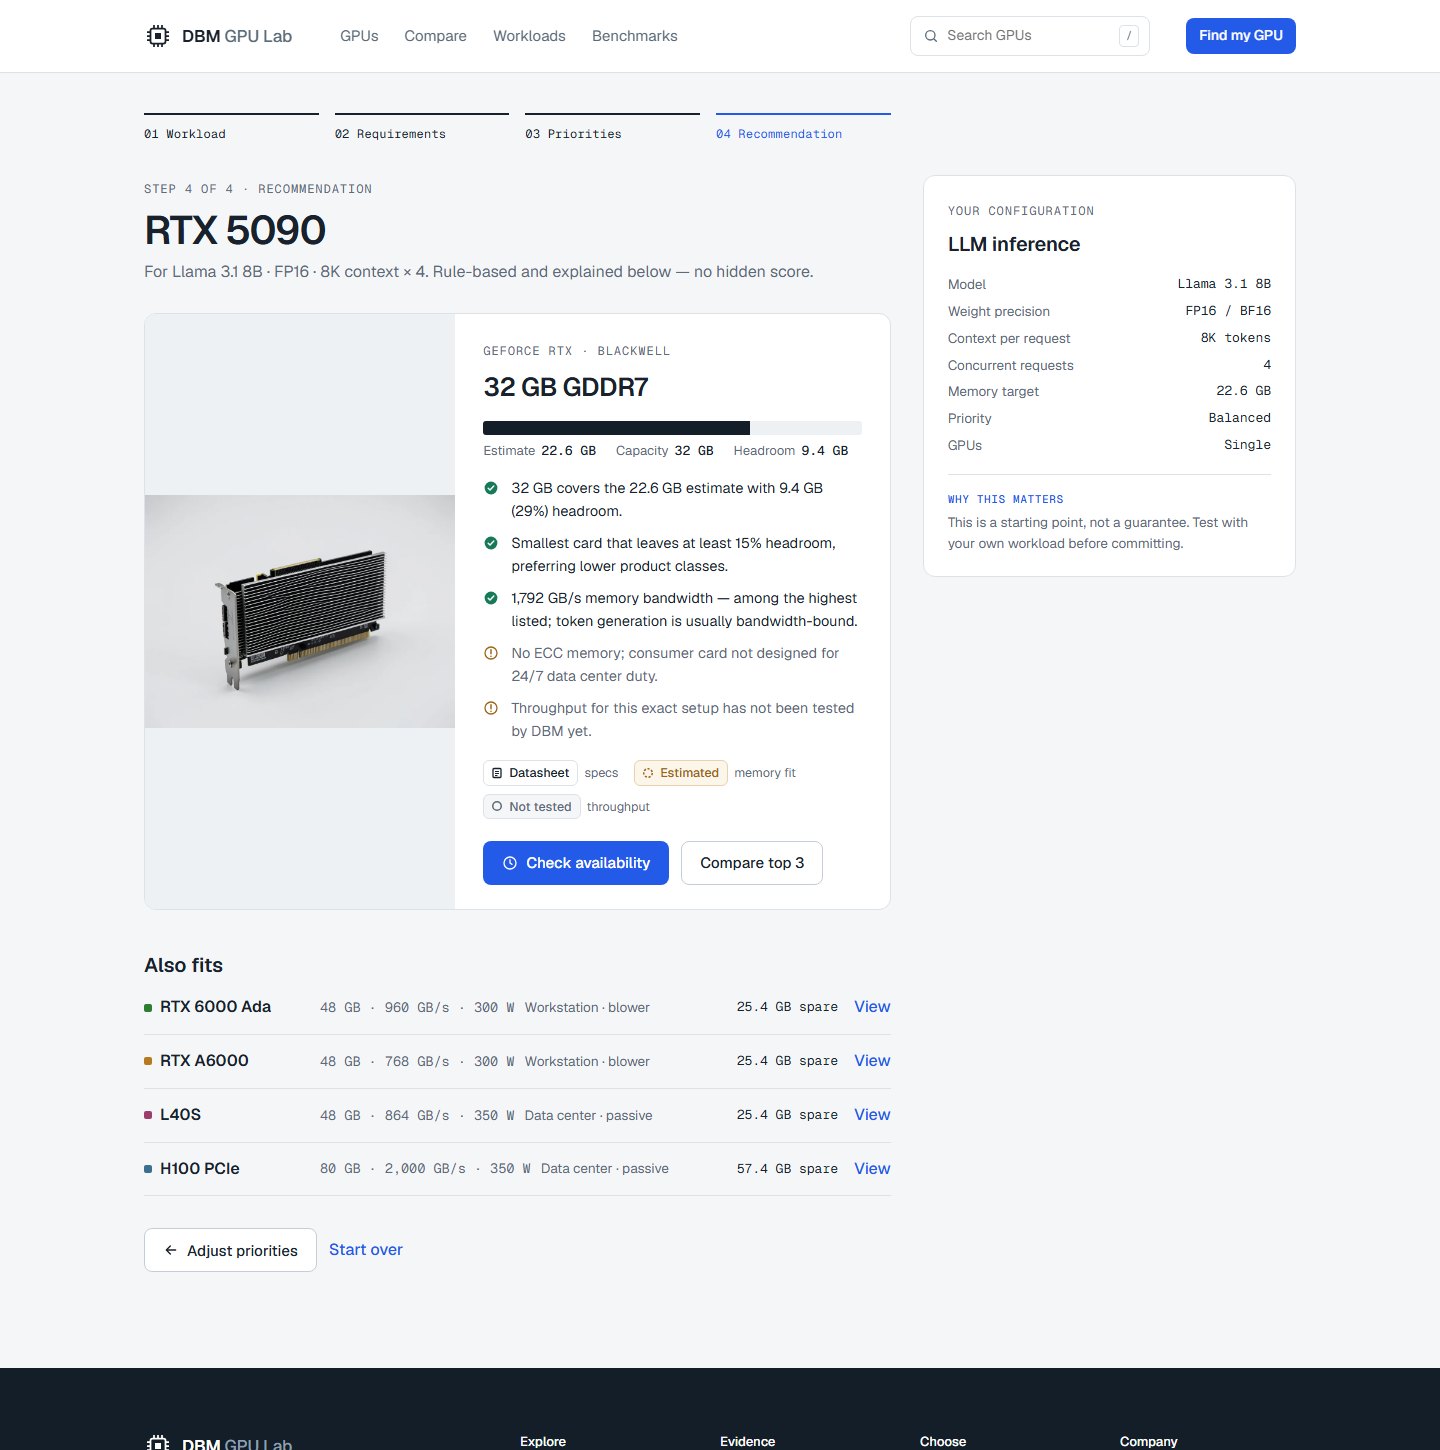 DBM GPU Lab
GPUs
Compare
Workloads
Benchmarks
Search GPUs
/
Find my GPU
01 Workload
02 Requirements
03 Priorities
04 Recommendation
STEP 4 OF 4 · RECOMMENDATION
RTX 5090
For Llama 3.1 8B · FP16 · 8K context × 4. Rule-based and explained below — no hidden score.
GEFORCE RTX · BLACKWELL
32 GB GDDR7
Estimate 22.6 GB Capacity 32 GB Headroom 9.4 GB
32 GB covers the 22.6 GB estimate with 9.4 GB
(29%) headroom.
Smallest card that leaves at least 15% headroom,
preferring lower product classes.
1,792 GB/s memory bandwidth — among the highest
listed; token generation is usually bandwidth-bound.
No ECC memory; consumer card not designed for
24/7 data center duty.
Throughput for this exact setup has not been tested
by DBM yet.
Datasheet specs Estimated memory fit
Not tested throughput
Check availability
Compare top 3
YOUR CONFIGURATION
LLM inference
Model Llama 3.1 8B
Weight precision FP16 / BF16
Context per request 8K tokens
Concurrent requests 4
Memory target 22.6 GB
Priority Balanced
GPUs Single
WHY THIS MATTERS
This is a starting point, not a guarantee. Test with
your own workload before committing.
Also fits
RTX 6000 Ada 48 GB · 960 GB/s · 300 W Workstation · blower 25.4 GB spare View
RTX A6000 48 GB · 768 GB/s · 300 W Workstation · blower 25.4 GB spare View
L40S 48 GB · 864 GB/s · 350 W Data center · passive 25.4 GB spare View
H100 PCIe 80 GB · 2,000 GB/s · 350 W Data center · passive 57.4 GB spare View
Adjust priorities
Start over
DBM GPU Lab
Explore
Evidence
Choose
Company